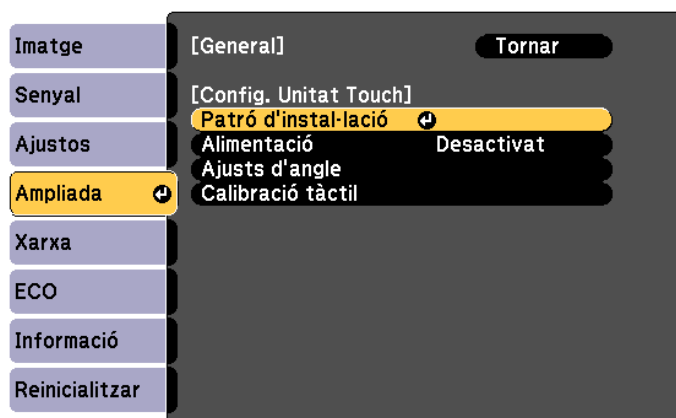 Imatge
Senyal
Ajustos
Ampliada
Xarxa
ECO
Informació
Reinicialitzar
[General]
Tornar
[Config. Unitat Touch]
Patró d'instal·lació
Alimentació Desactivat
Ajusts d'angle
Calibració tàctil